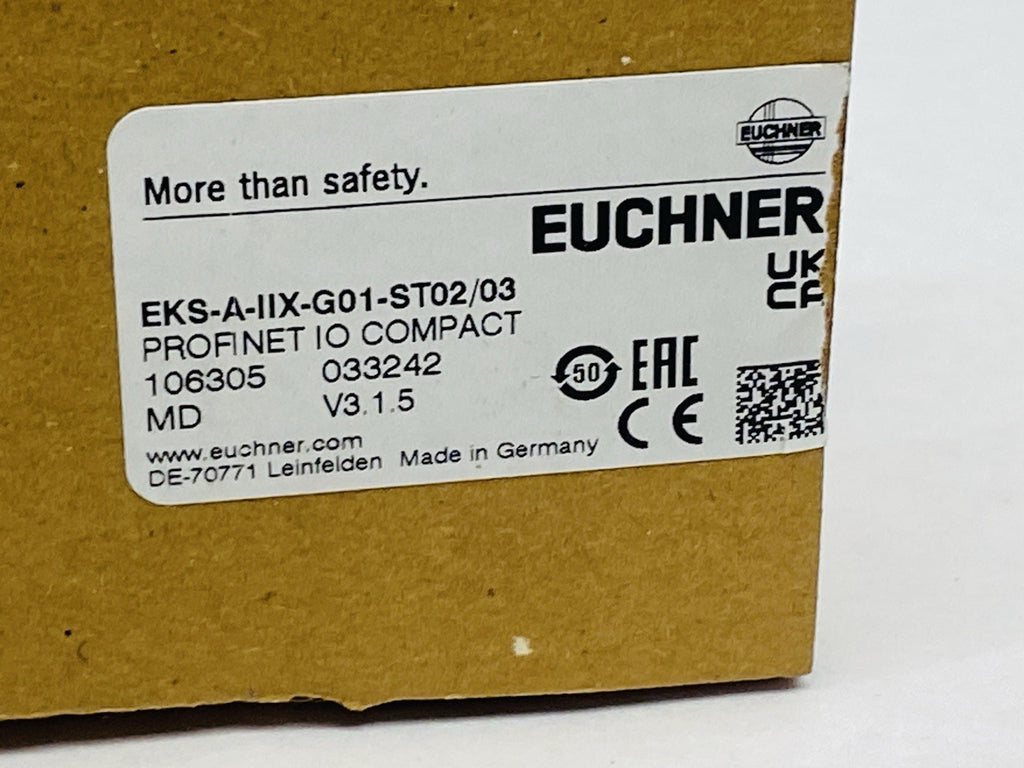 EUCHNER
More than safety.
EUCHNER
UK
CA
EKS-A-IIX-G01-ST02/03
PROFINET IO COMPACT
106305 033242
MD V3.1.5
50 EAC
CE
www.euchner.com
DE-70771 Leinfelden Made in Germany